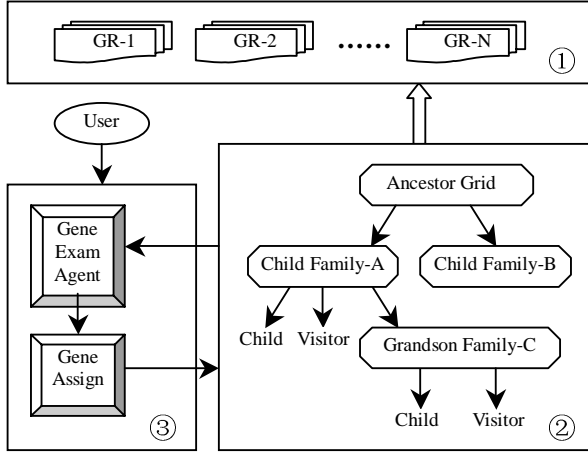 GR-1
GR-2
......
GR-N
①
User
Ancestor Grid
Gene
Exam
Agent
Child Family-A
Child Family-B
Child
Visitor
Grandson Family-C
Gene
Assign
Child
Visitor
③
②